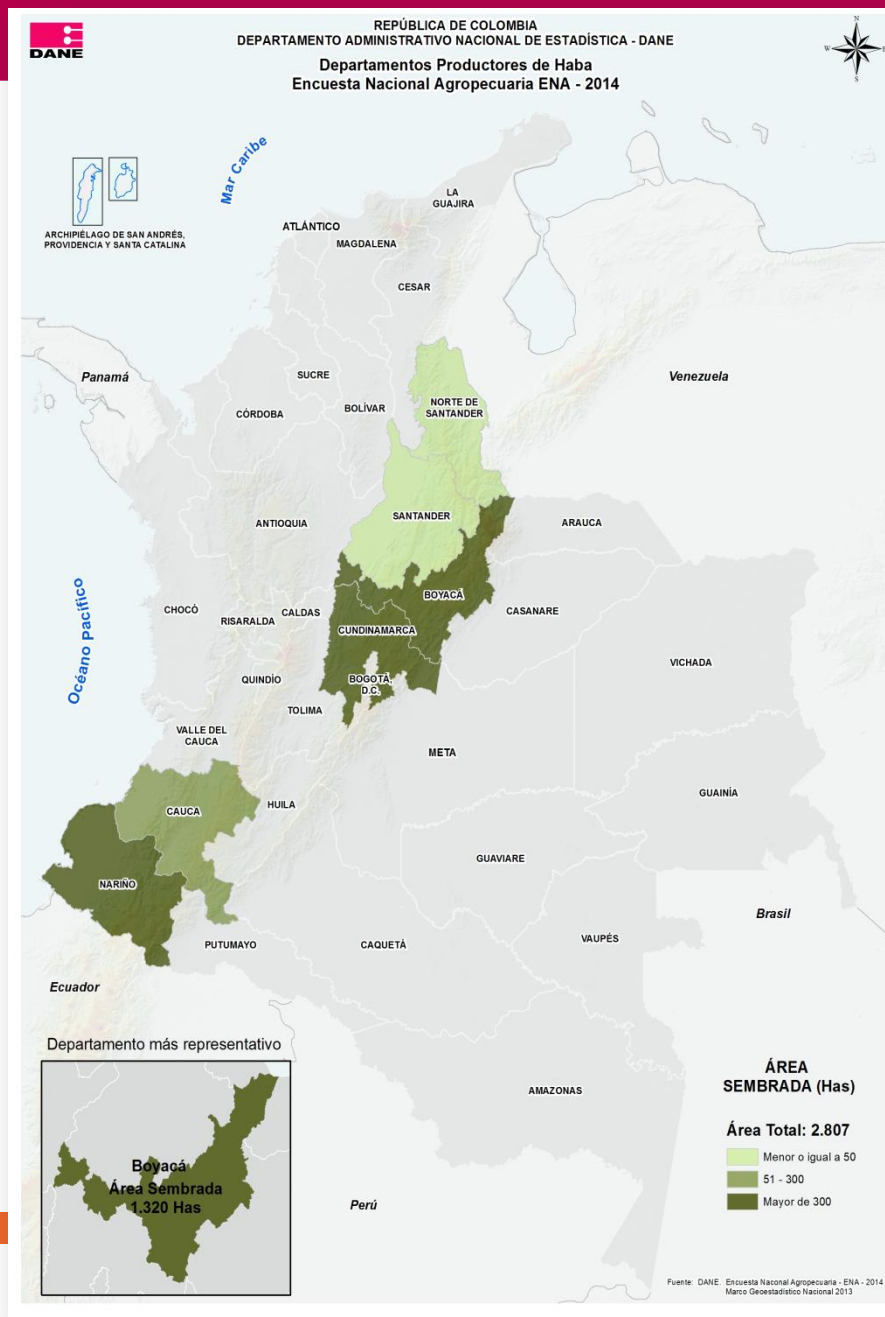 DANE
REPÚBLICA DE COLOMBIA
DEPARTAMENTO ADMINISTRATIVO NACIONAL DE ESTADÍSTICA - DANE
Departamentos Productores de Haba
Encuesta Nacional Agropecuaria ENA - 2014
N
W
E
S
Mar Caribe
ARCHIPIÉLAGO DE SAN ANDRÉS,
PROVIDENCIA Y SANTA CATALINA
LA
GUAJIRA
ATLÁNTICO
MAGDALENA
CESAR
Panamá
SUCRE
Venezuela
CÓRDOBA
BOLÍVAR
NORTE DE
SANTANDER
ANTIOQUIA
SANTANDER
ARAUCA
Océano Pacífico
CHOCÓ
RISARALDA
CALDAS
BOYACÁ
CASANARE
CUNDINAMARCA
VICHADA
QUINDÍO
BOGOTÁ,
D.C.
TOLIMA
VALLE DEL
CAUCA
META
GUAINÍA
CAUCA
HUILA
GUAVIARE
NARIÑO
Brasil
PUTUMAYO
CAQUETÁ
VAUPÉS
Ecuador
Departamento más representativo
Boyacá
Área Sembrada
1.320 Has
AMAZONAS
Perú
ÁREA
SEMBRADA (Has)
Área Total: 2.807
Menor o igual a 50
51 - 300
Mayor de 300
Fuente: DANE. Encuesta Naconal Agropecuaria - ENA - 2014
Marco Geoestadístico Nacional 2013